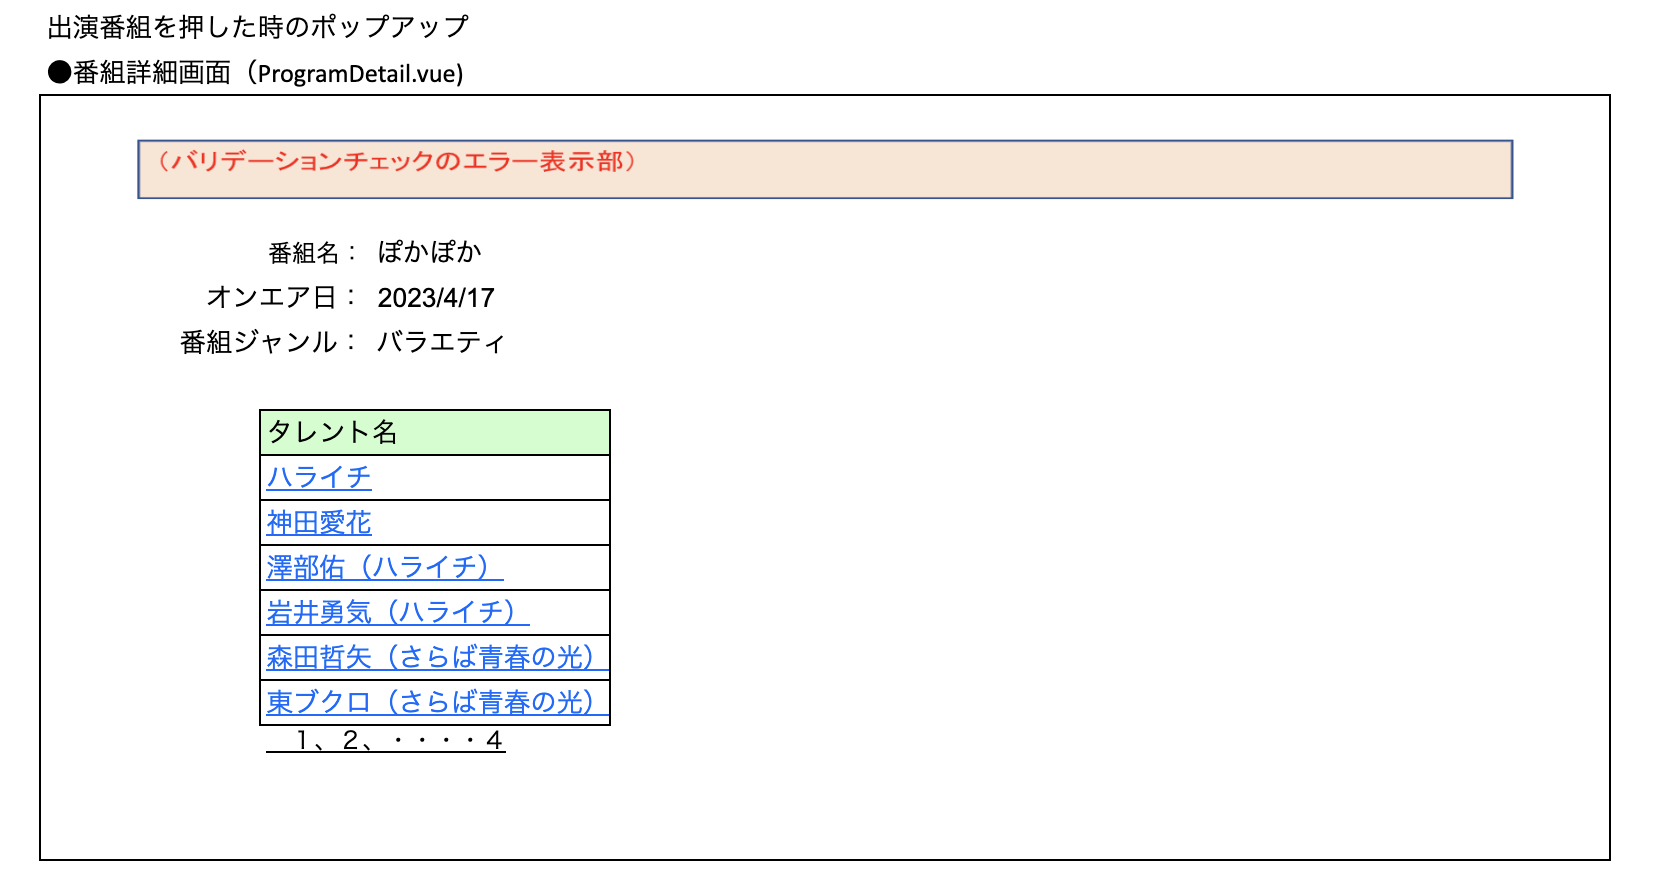 出演番組を押した時のポップアップ
●番組詳細画面（ProgramDetail.vue)
（バリデーションチェックのエラー表示部）
番組名： ぽかぽか
オンエア日： 2023/4/17
番組ジャンル： バラエティ
タレント名
ハライチ
神田愛花
澤部佑（ハライチ）
岩井勇気（ハライチ）
森田哲矢（さらば青春の光）
東ブクロ（さらば青春の光）
１、２、・・・・４